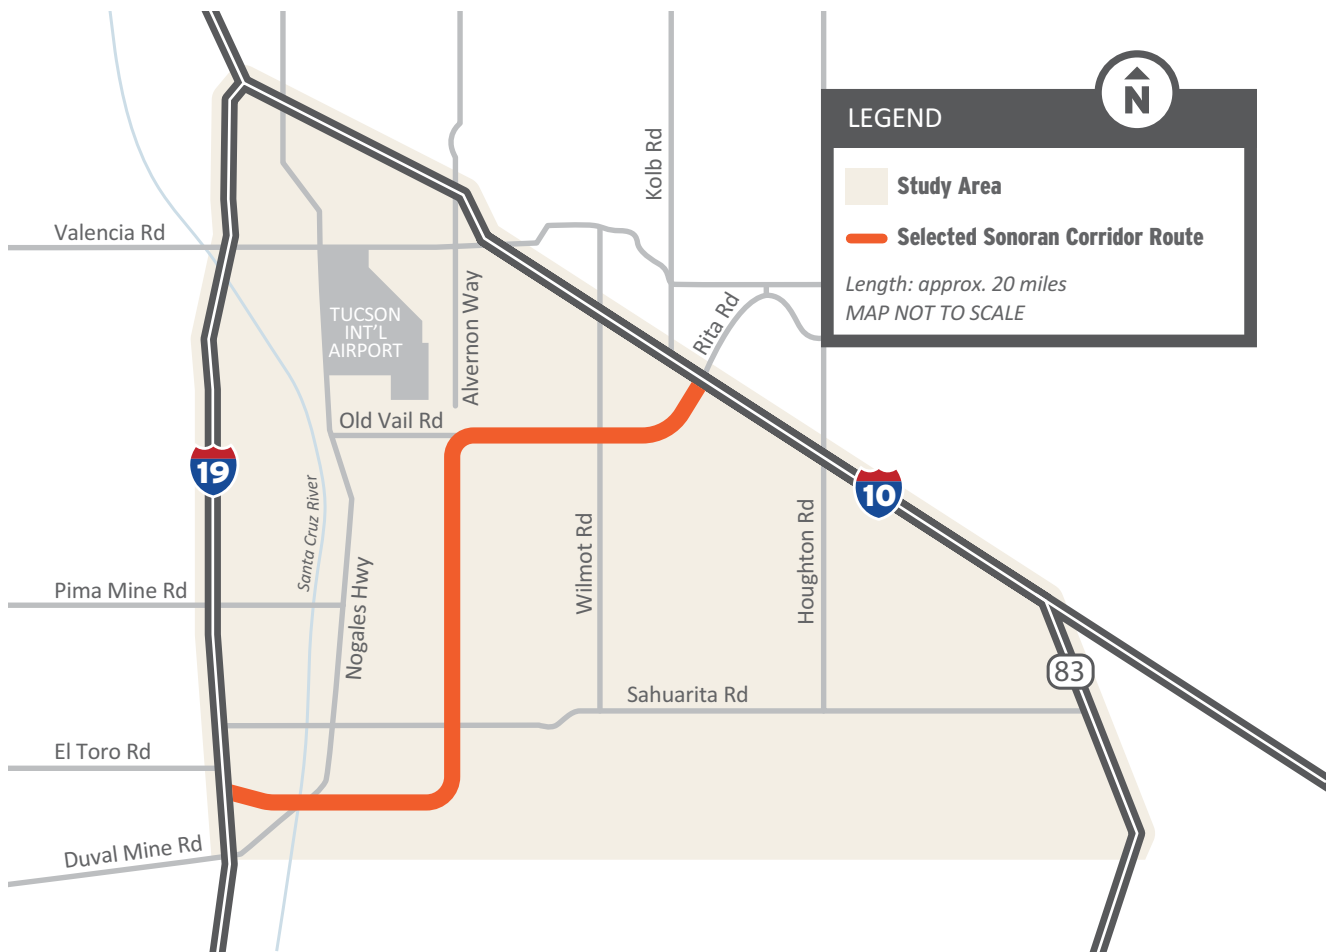 N
LEGEND
Study Area
Selected Sonoran Corridor Route
Length: approx. 20 miles
MAP NOT TO SCALE
Kolb Rd
Valencia Rd
Rita Rd
TUCSON
INT'L
AIRPORT
Alvernon Way
Old Vail Rd
19
10
Santa Cruz River
Wilmot Rd
Houghton Rd
Pima Mine Rd
Nogales Hwy
83
Sahuarita Rd
El Toro Rd
Duval Mine Rd